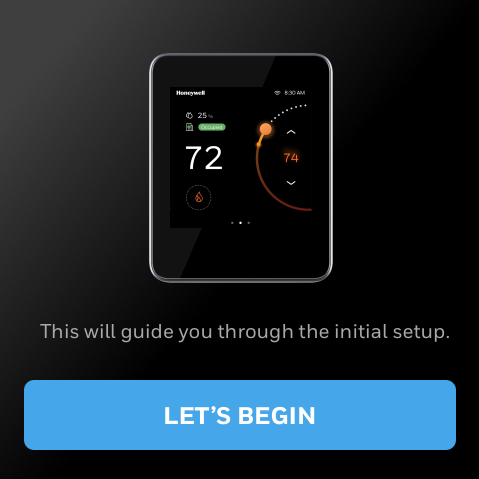 Honeywell
8:30 AM
25 %
Occupied
72
74
This will guide you through the initial setup.
LET’S BEGIN